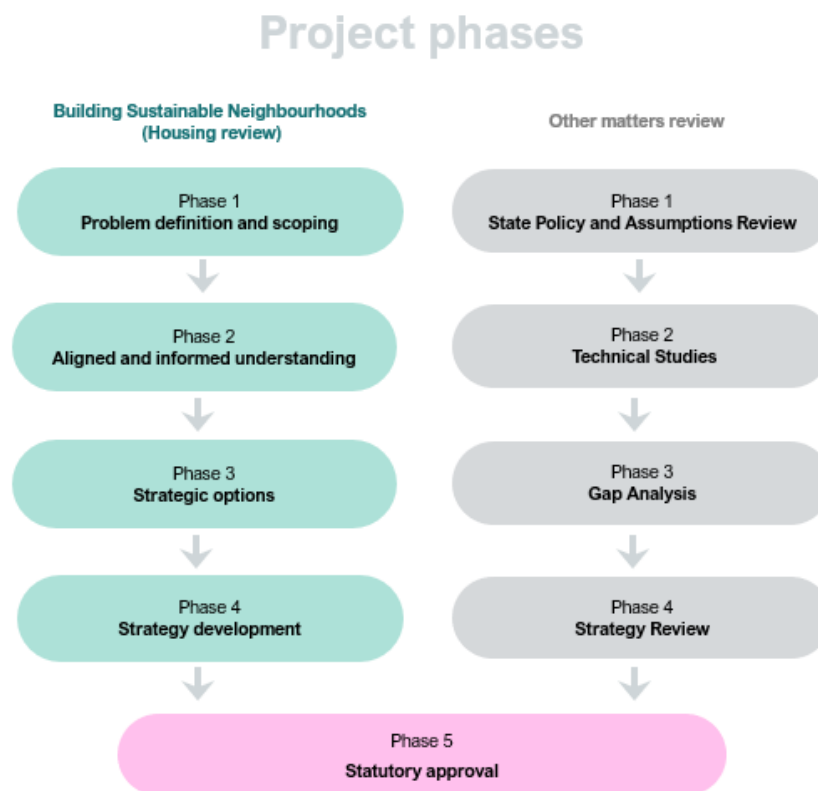 Project phases
Building Sustainable Neighbourhoods
(Housing review)
Phase 1
Problem definition and scoping
Phase 2
Aligned and informed understanding
Phase 3
Strategic options
Phase 4
Strategy development
Other matters review
Phase 1
State Policy and Assumptions Review
Phase 2
Technical Studies
Phase 3
Gap Analysis
Phase 4
Strategy Review
Phase 5
Statutory approval